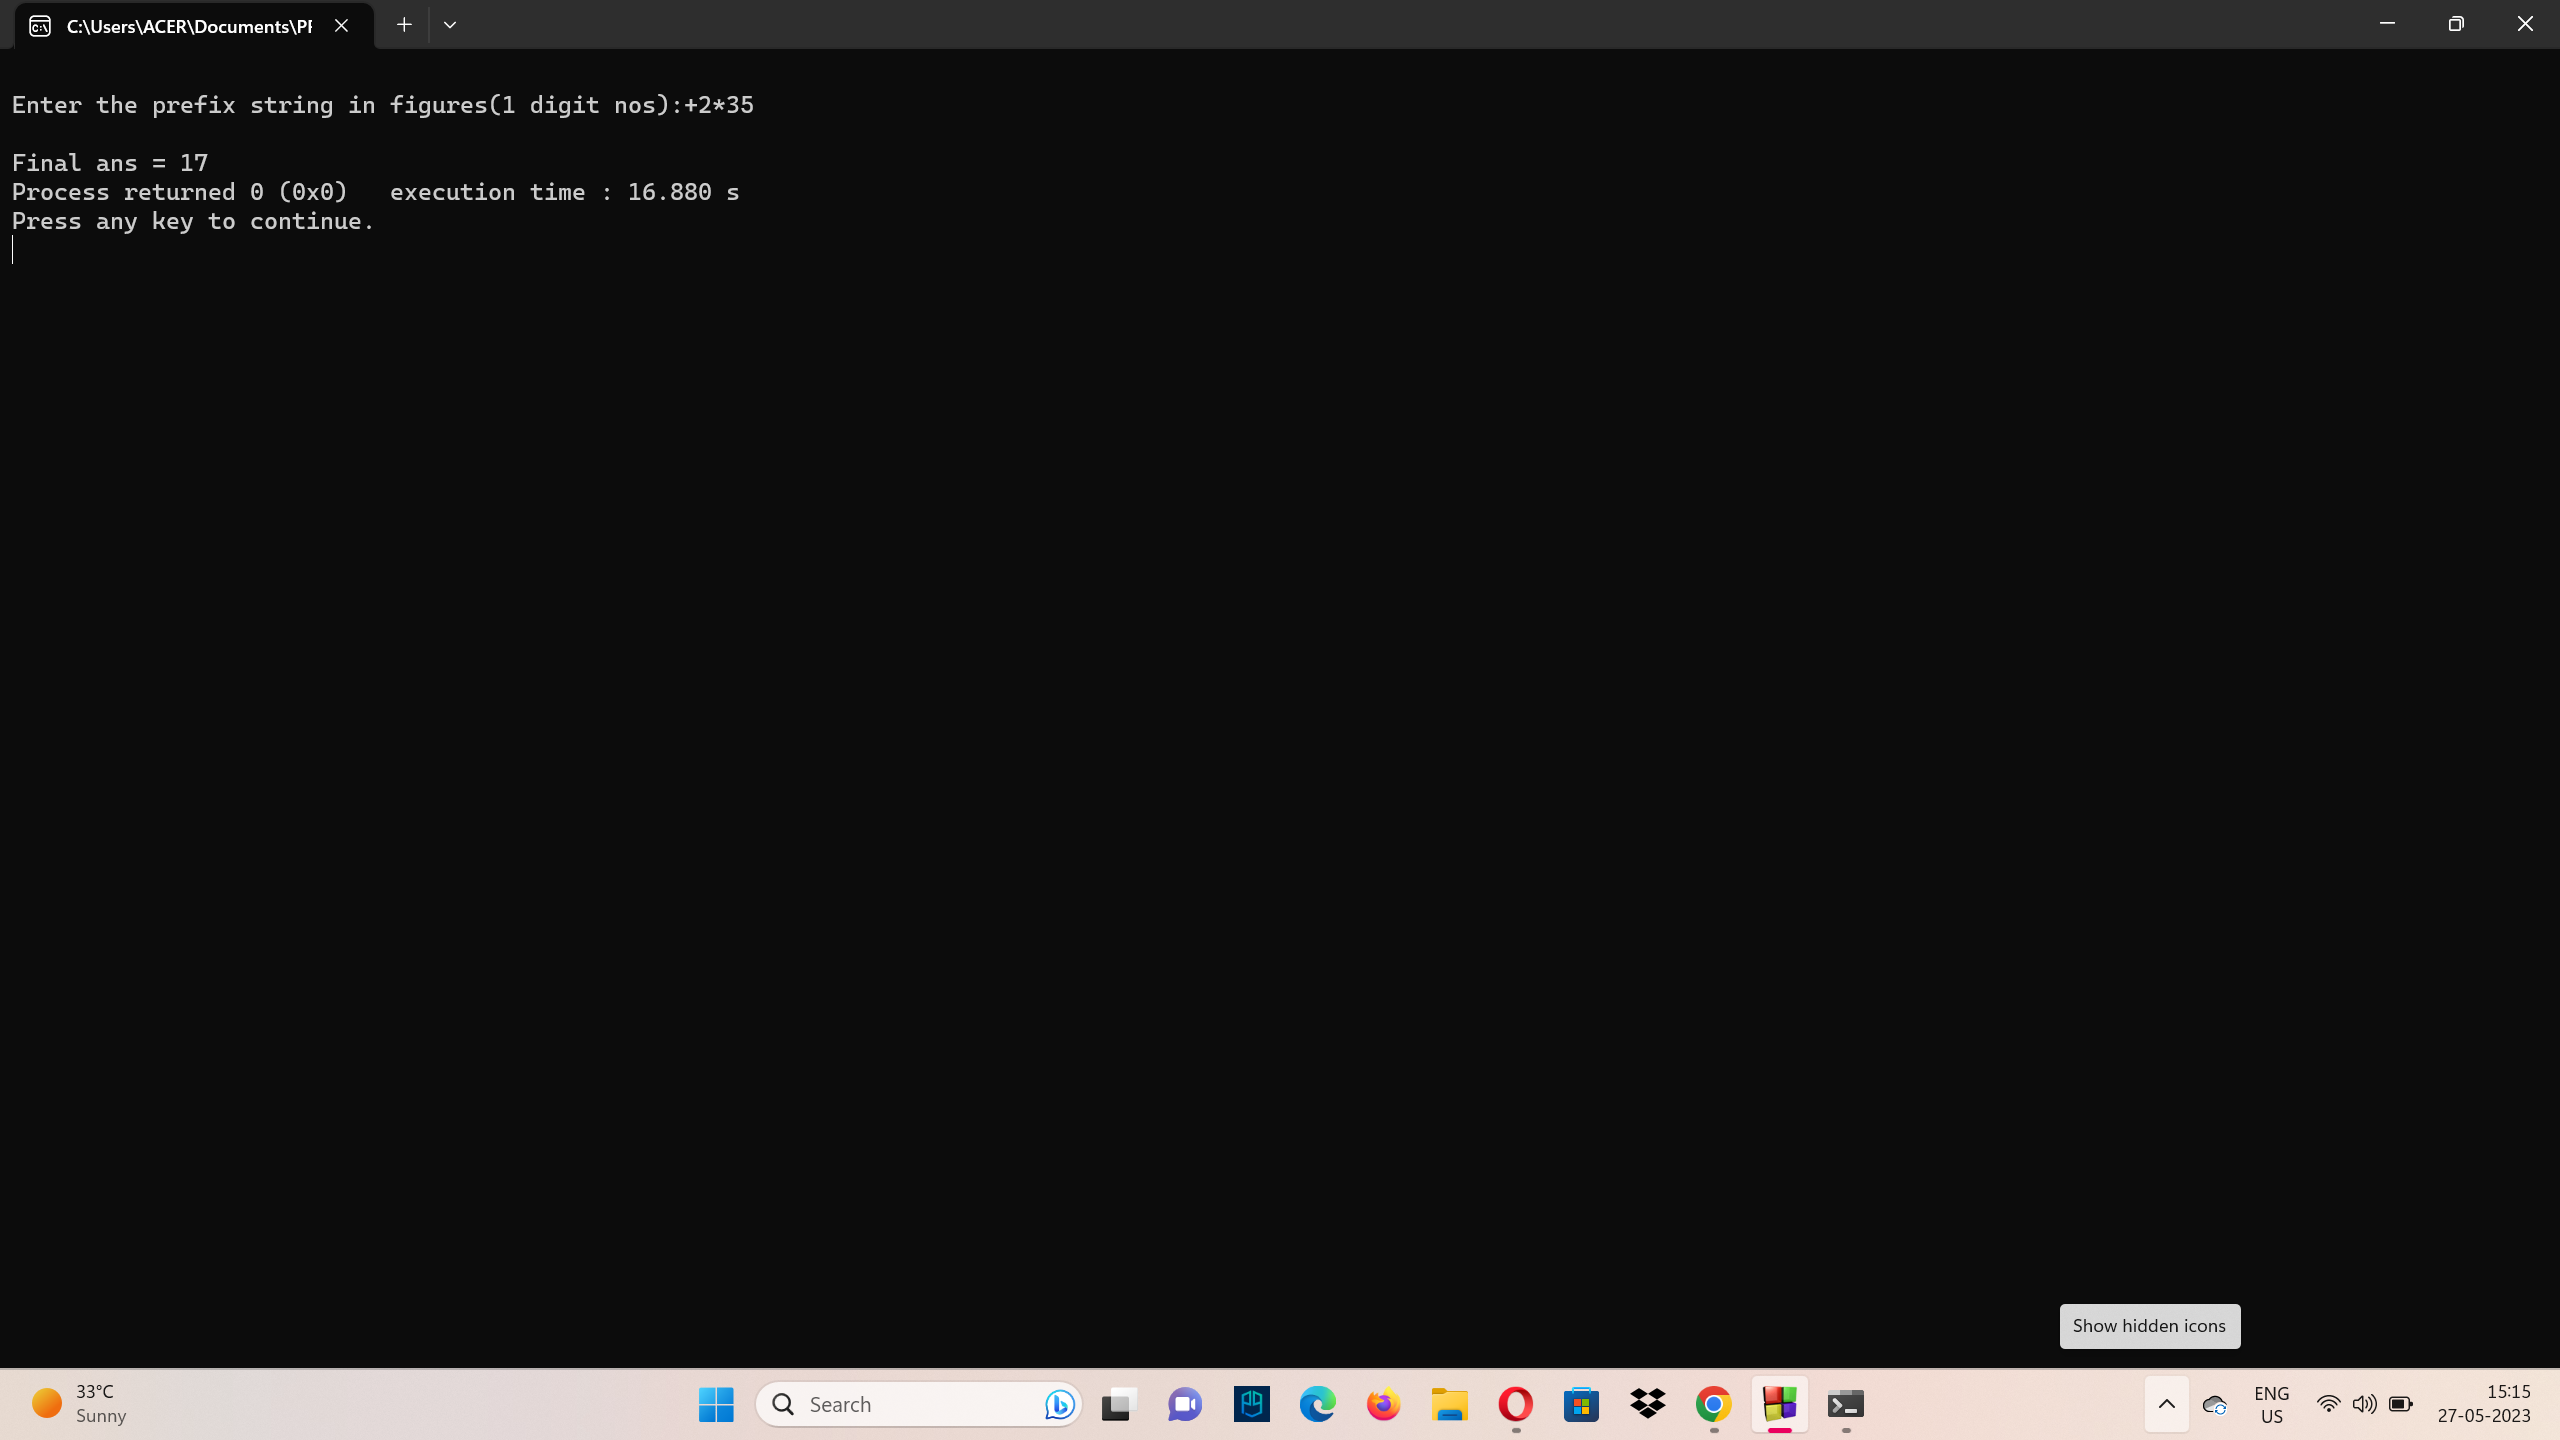 C:\Users\ACER\Documents\PF
Enter the prefix string in figures(1 digit nos):+2*35
Final ans = 17
Process returned 0 (0x0)   execution time : 16.880 s
Press any key to continue.
Show hidden icons
33°C
Sunny
Search
ENG
US
15:15
27-05-2023